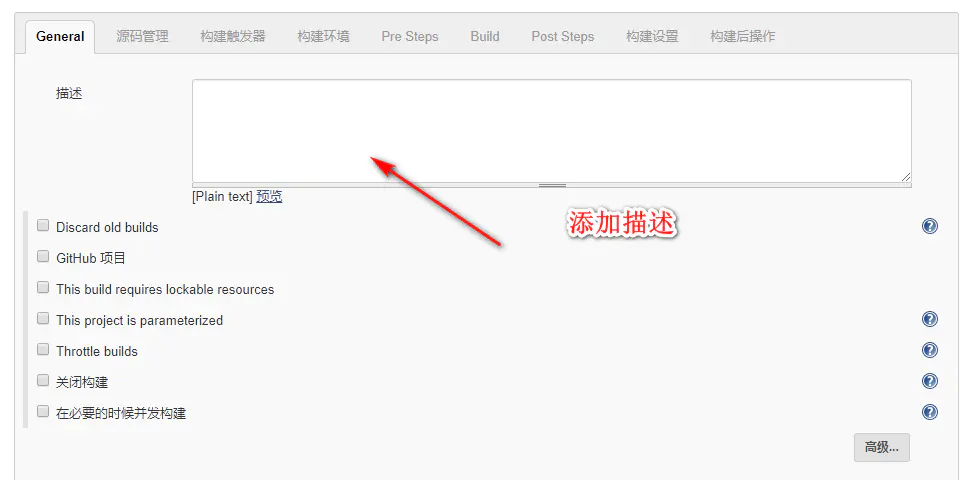 General 源码管理 构建触发器 构建环境 Pre Steps Build Post Steps 构建设置 构建后操作
描述
[Plain text] 预览
添加描述
Discard old builds
GitHub 项目
This build requires lockable resources
This project is parameterized
Throttle builds
关闭构建
在必要的时候并发构建
高级...